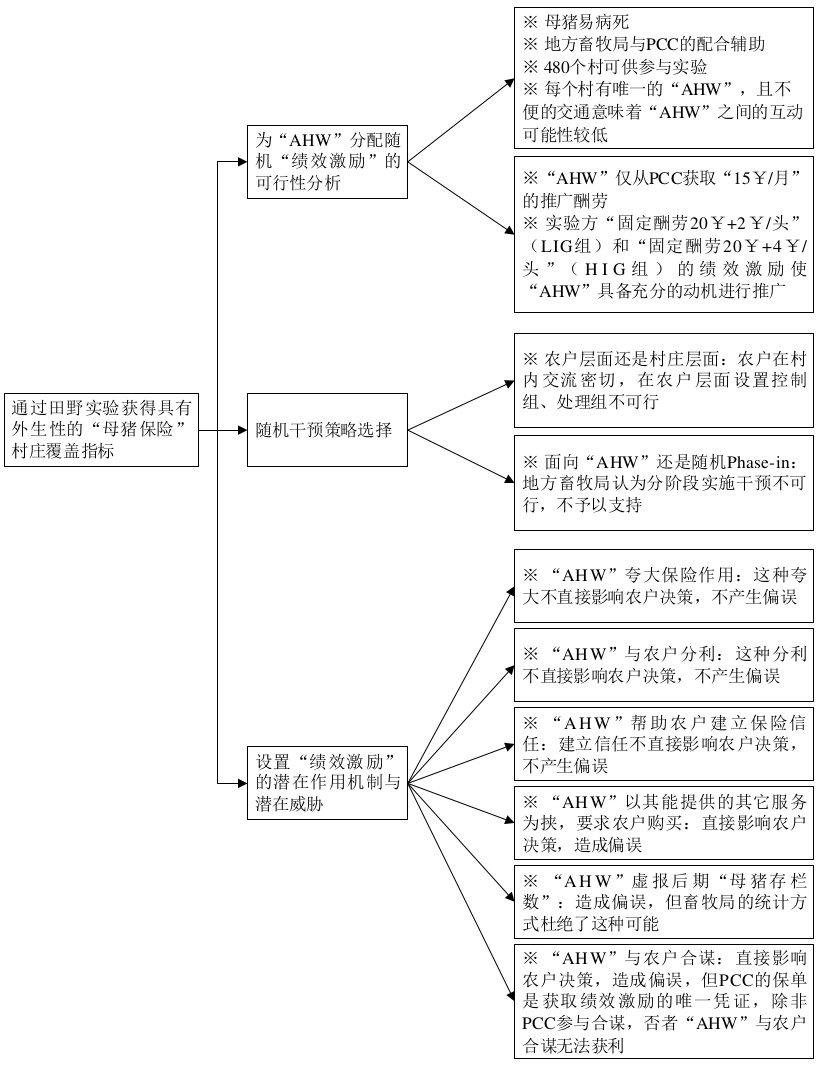 通过田野实验获得具有
外生性的“母猪保险”
村庄覆盖指标
为“AHW”分配随
机“绩效激励”的
可行性分析
※ 母猪易病死
※ 地方畜牧局与PCC的配合辅助
※ 480个村可供参与实验
※ 每个村有唯一的“AHW”，且不
便的交通意味着“AHW”之间的互动
可能性较低
※ “AHW”仅从PCC获取“15￥/月”
的推广酬劳
※ 实验方“固定酬劳20￥+2￥/头”
（LIG组）和“固定酬劳20￥+4￥/
头”（HIG组）的绩效激励使
“AHW”具备充分的动机进行推广
随机干预策略选择
※ 农户层面还是村庄层面：农户在村
内交流密切，在农户层面设置控制
组、处理组不可行
※ 面向“AHW”还是随机Phase-in：
地方畜牧局认为分阶段实施干预不可
行，不予以支持
设置“绩效激励”
的潜在作用机制与
潜在威胁
※ “AHW”夸大保险作用：这种夸
大不直接影响农户决策，不产生偏误
※ “AHW”与农户分利：这种分利
不直接影响农户决策，不产生偏误
※ “AHW”帮助农户建立保险信
任：建立信任不直接影响农户决策，
不产生偏误
※ “AHW”以其能提供的其它服务
为挟，要求农户购买：直接影响农户
决策，造成偏误
※ “AHW”虚报后期“母猪存栏
数”：造成偏误，但畜牧局的统计方
式杜绝了这种可能
※ “AHW”与农户合谋：直接影响
农户决策，造成偏误，但PCC的保单
是获取绩效激励的唯一凭证，除非
PCC参与合谋，否者“AHW”与农户
合谋无法获利